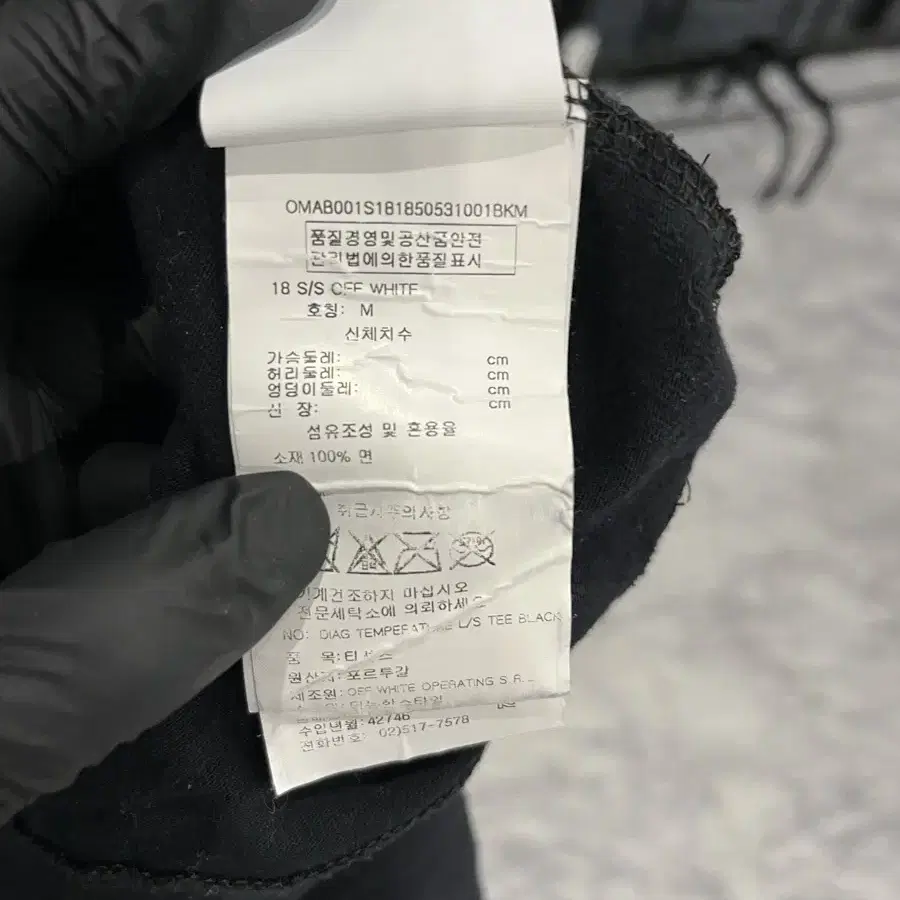 OMAB001S181850531001BKM
품질경영및공산품안전
관리법에의한품질표시
18 S/S OFF WHITE
호칭: M
신체치수
가슴둘레: cm
허리둘레: cm
엉덩이둘레: cm
신 장: cm
섬유조성 및 혼용율
소재 100% 면
취급시주의사항
기계건조하지 마십시오
전문세탁소에 의뢰하세요
NO: DIAG TEMPERATURE L/S TEE BLACK
품 목:티셔츠
원산지:포르투갈
제조원:OFF WHITE OPERATING S.R.
수입년월:42746
전화번호: 02)517-7578